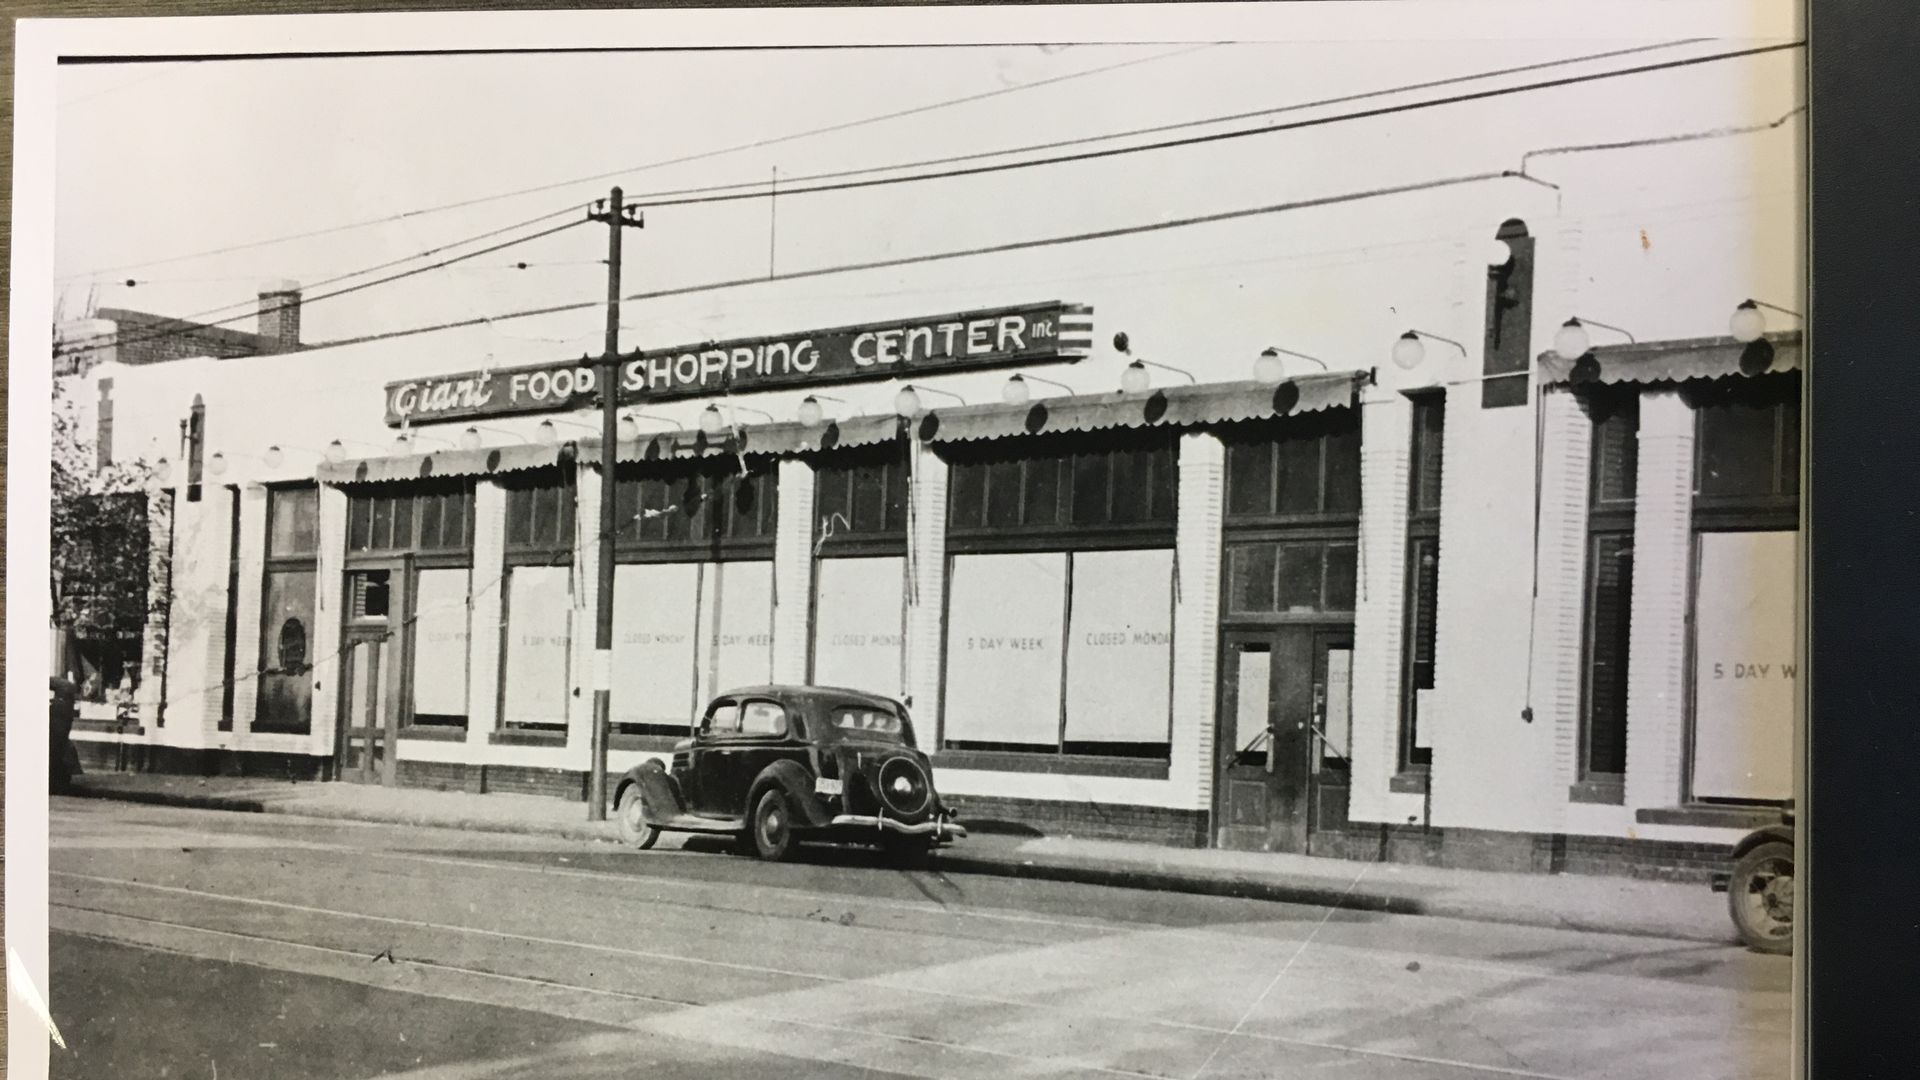 Giant FOOD SHOPPING CENTER INC.
CLOSED MONDAY
5 DAY WEEK
CLOSED MONDAY
5 DAY WEEK
CLOSED MONDA
5 DAY WEEK
CLOSED MONDA
5 DAY W